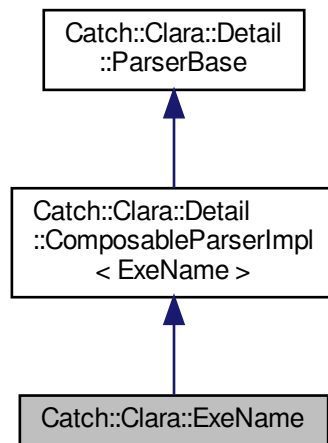 Catch::Clara::Detail
::ParserBase
Catch::Clara::Detail
::ComposableParserImpl
< ExeName >
Catch::Clara::ExeName